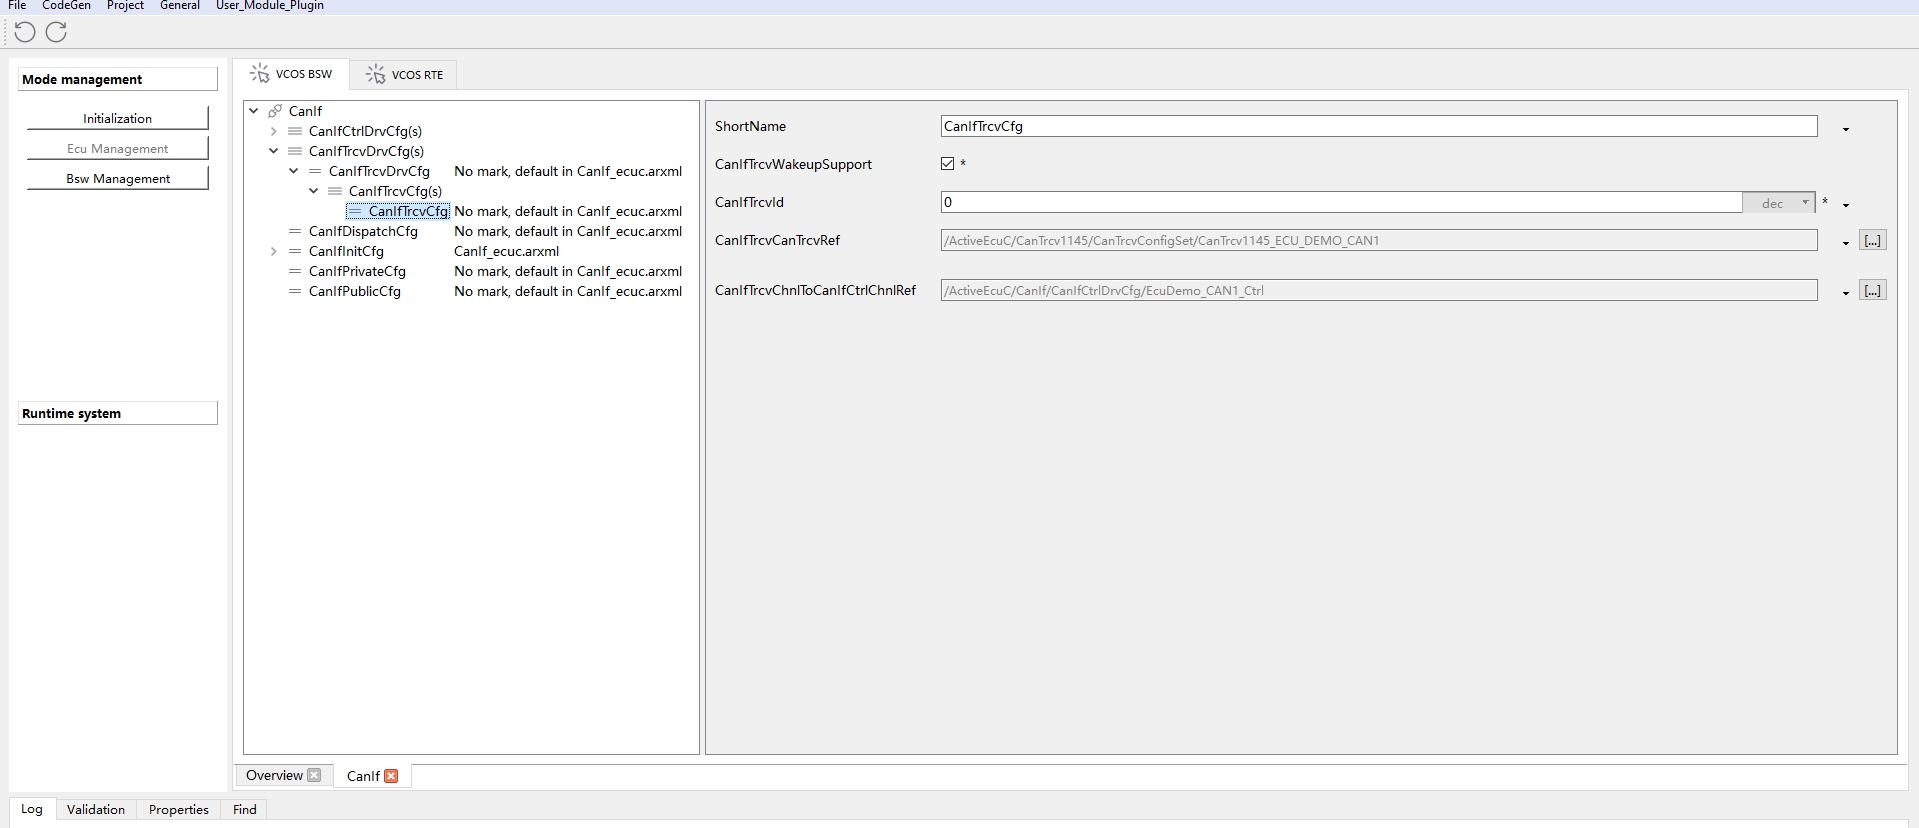 File CodeGen Project General User_Module_Plugin
Mode management
Initialization
Ecu Management
Bsw Management
Runtime system
VCOS BSW VCOS RTE
CanIf
CanIfCtrlDrvCfg(s)
CanIfTrcvDrvCfg(s)
CanIfTrcvDrvCfg No mark, default in CanIf_ecuc.arxml
CanIfTrcvCfg(s)
CanIfTrcvCfg No mark, default in CanIf_ecuc.arxml
CanIfDispatchCfg No mark, default in CanIf_ecuc.arxml
CanIfInitCfg CanIf_ecuc.arxml
CanIfPrivateCfg No mark, default in CanIf_ecuc.arxml
CanIfPublicCfg No mark, default in CanIf_ecuc.arxml
ShortName CanIfTrcvCfg
CanIfTrcvWakeupSupport *
CanIfTrcvId 0 dec *
CanIfTrcvCanTrcvRef /ActiveEcuC/CanTrcv1145/CanTrcvConfigSet/CanTrcv1145_ECU_DEMO_CAN1 [...]
CanIfTrcvChnlToCanIfCtrlChnlRef /ActiveEcuC/CanIf/CanIfCtrlDrvCfg/EcuDemo_CAN1_Ctrl [...]
Overview CanIf
Log Validation Properties Find